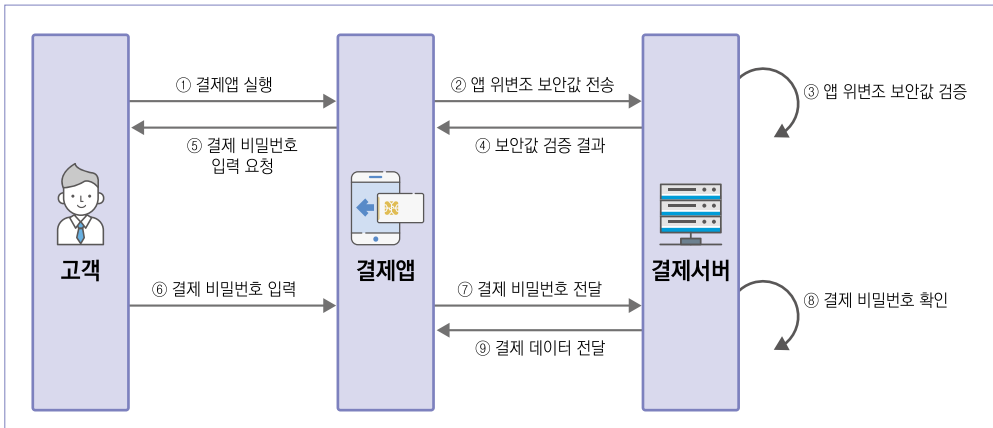 ① 결제앱 실행
② 앱 위변조 보안값 전송
③ 앱 위변조 보안값 검증
④ 보안값 검증 결과
⑤ 결제 비밀번호
입력 요청
고객
결제앱
결제서버
⑥ 결제 비밀번호 입력
⑦ 결제 비밀번호 전달
⑧ 결제 비밀번호 확인
⑨ 결제 데이터 전달